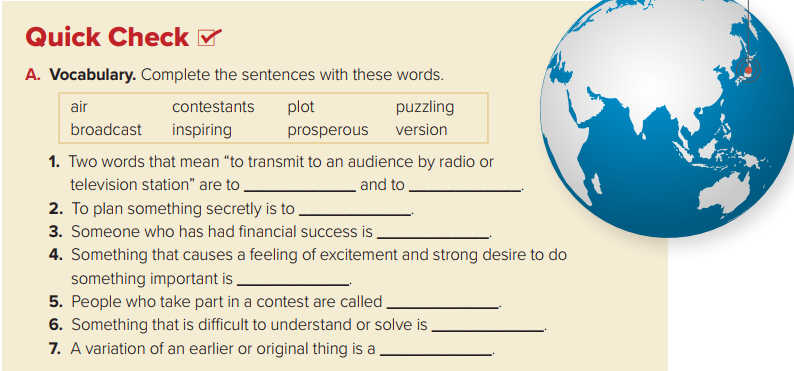 Quick Check
A. Vocabulary. Complete the sentences with these words.
air contestants plot puzzling
broadcast inspiring prosperous version
1. Two words that mean “to transmit to an audience by radio or
television station” are to ____________ and to ____________.
2. To plan something secretly is to ____________.
3. Someone who has had financial success is ____________.
4. Something that causes a feeling of excitement and strong desire to do
something important is ____________.
5. People who take part in a contest are called ____________.
6. Something that is difficult to understand or solve is ____________.
7. A variation of an earlier or original thing is a ____________.